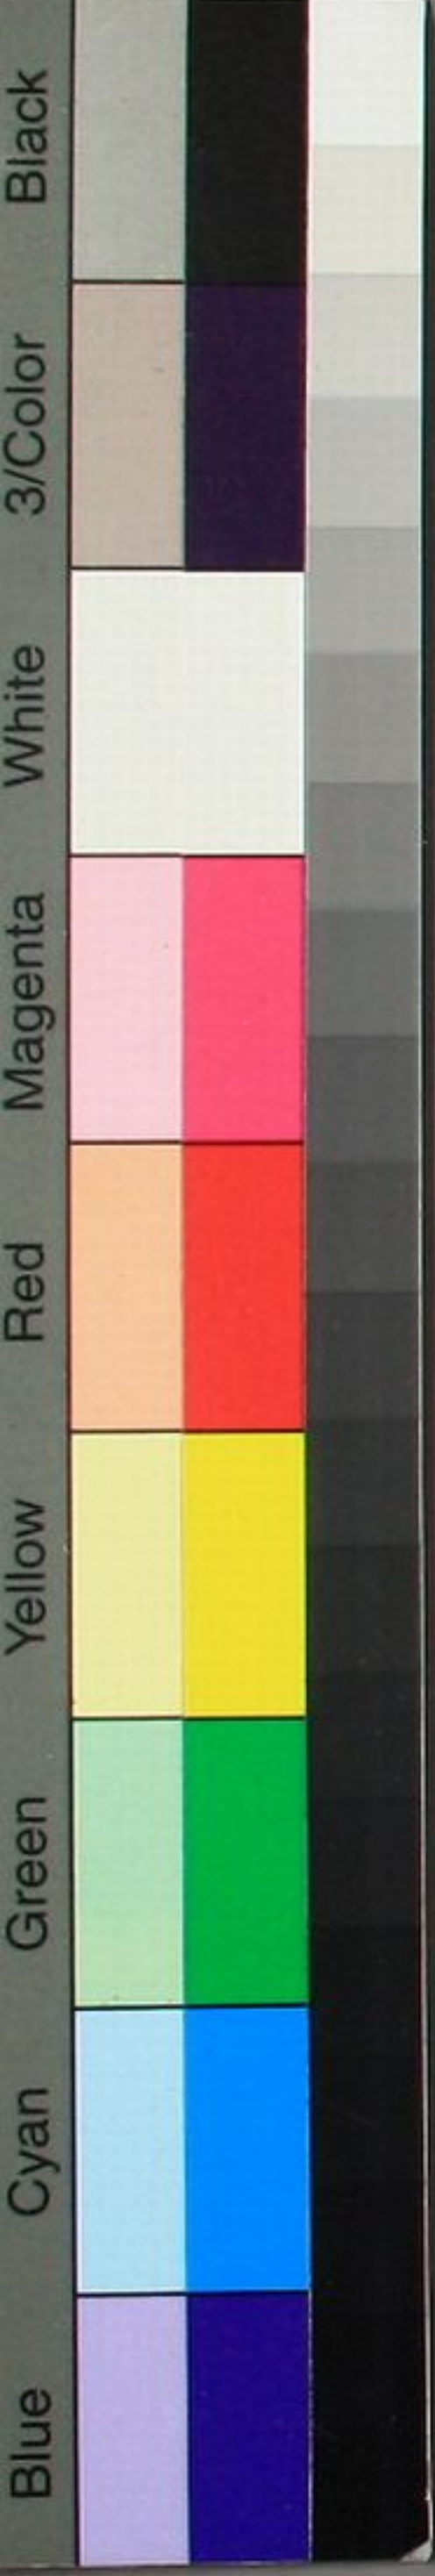 Black
3/Color
White
Magenta
Red
Yellow
Green
Cyan
Blue